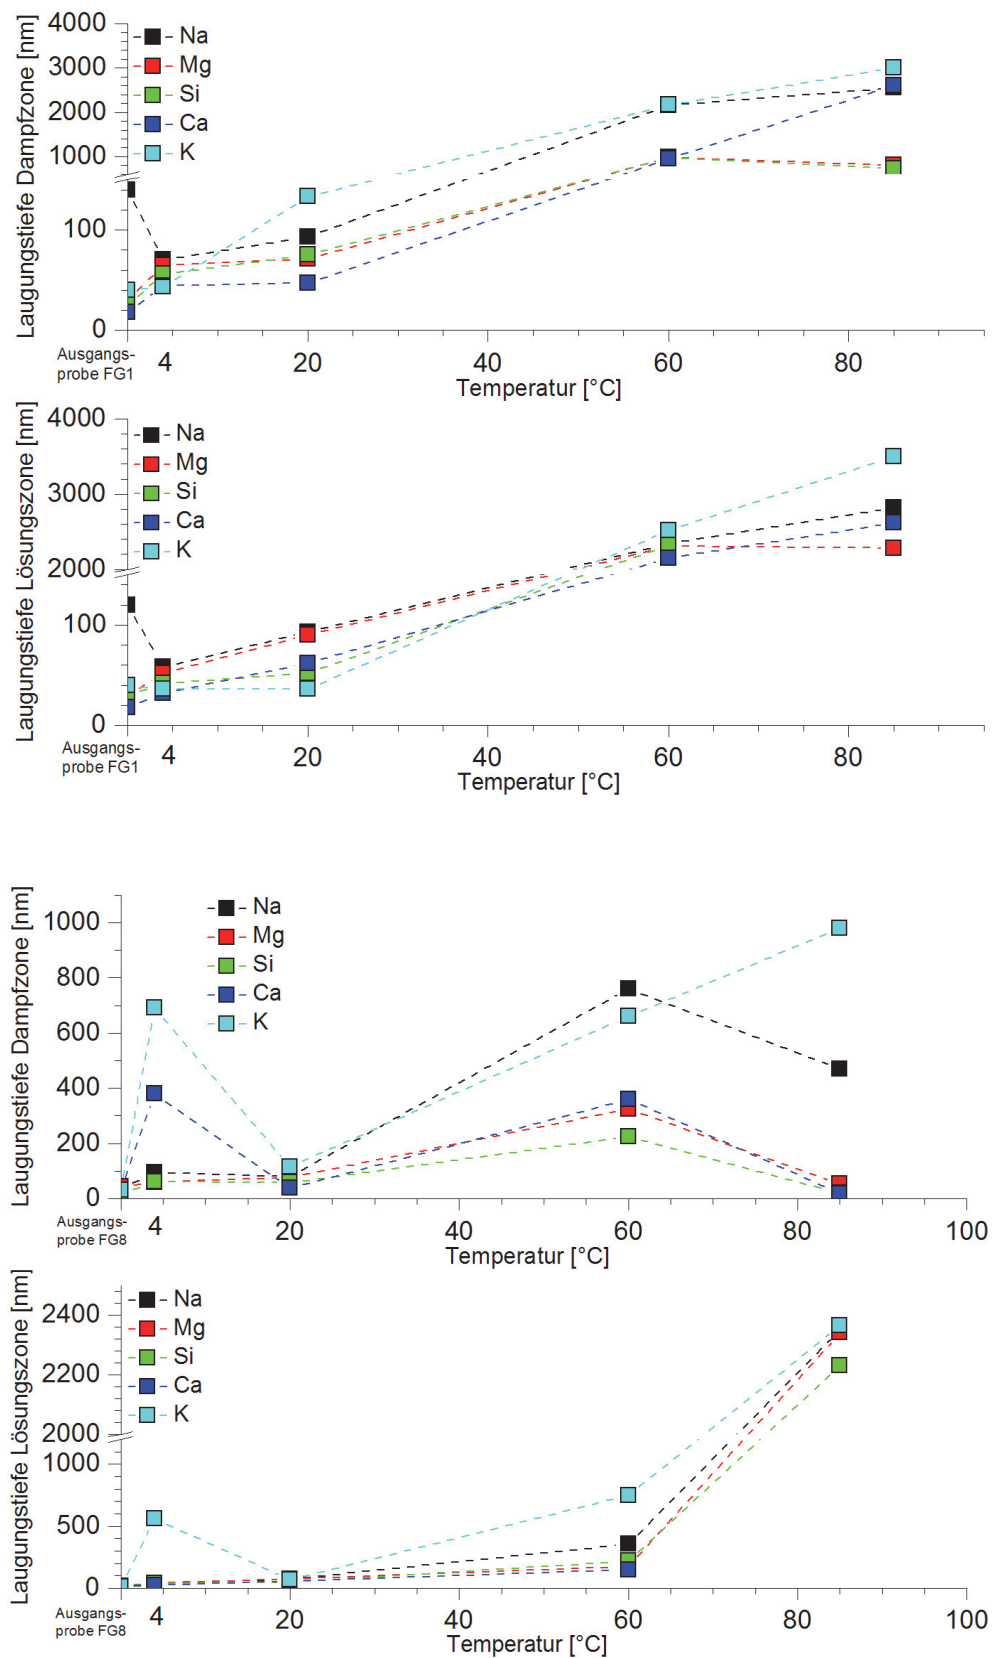 Laugungstiefe Dampfzone [nm]
4000
3000
2000
1000
100
0
Na
Mg
Si
Ca
K
Ausgangs-
probe FG1
4
20
40
60
80
Temperatur [°C]
Laugungstiefe Lösungszone [nm]
4000
3000
2000
100
0
Na
Mg
Si
Ca
K
Ausgangs-
probe FG1
4
20
40
60
80
Temperatur [°C]
Laugungstiefe Dampfzone [nm]
1000
800
600
400
200
0
Na
Mg
Si
Ca
K
Ausgangs-
probe FG8
4
20
40
60
80
100
Temperatur [°C]
Laugungstiefe Lösungszone [nm]
2400
2200
2000
1000
500
0
Na
Mg
Si
Ca
K
Ausgangs-
probe FG8
4
20
40
60
80
100
Temperatur [°C]